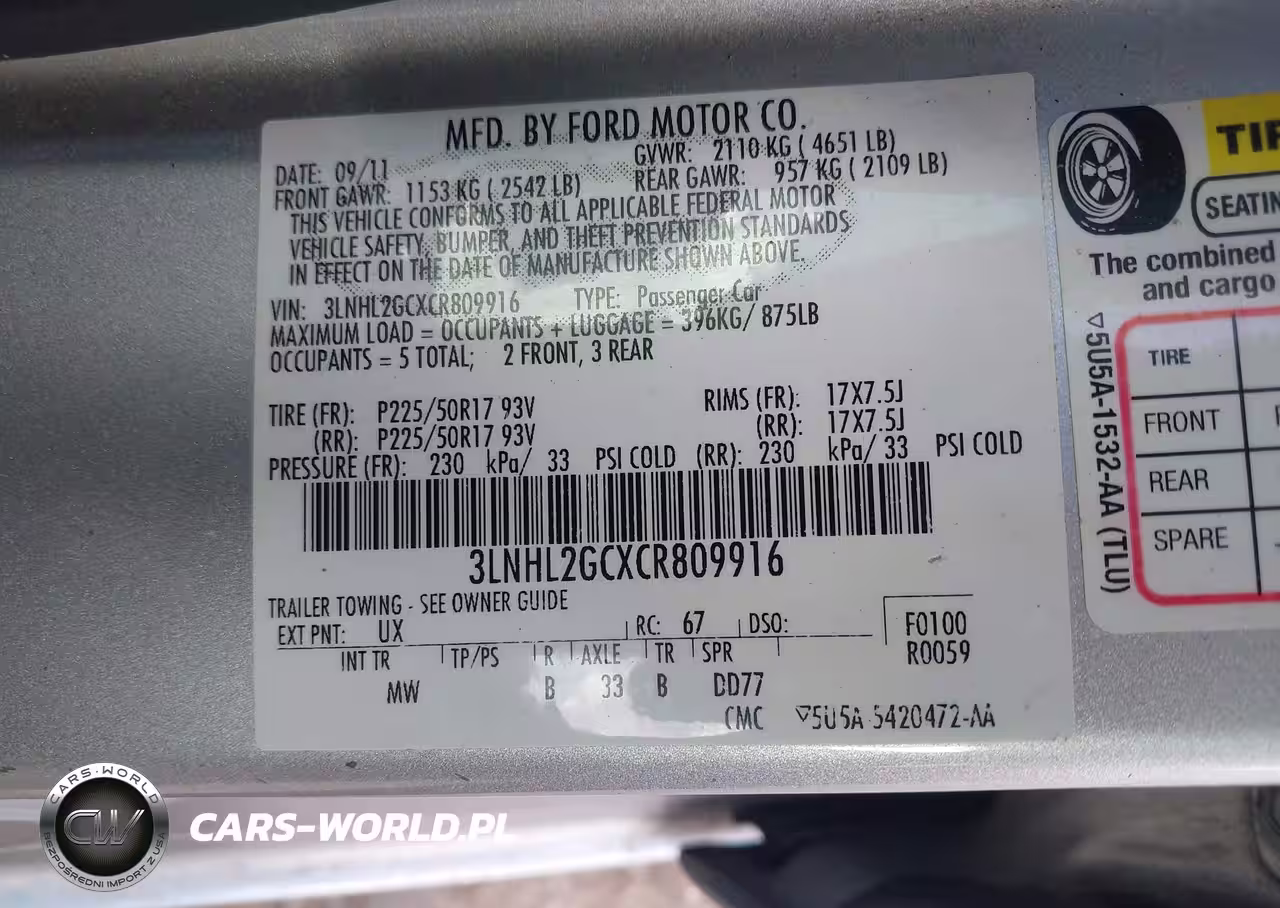 MFD. BY FORD MOTOR CO.
DATE: 09/11 GVWR: 2110 KG ( 4651 LB)
FRONT GAWR: 1153 KG ( 2542 LB) REAR GAWR: 957 KG ( 2109 LB)
THIS VEHICLE CONFORMS TO ALL APPLICABLE FEDERAL MOTOR
VEHICLE SAFETY, BUMPER, AND THEFT PREVENTION STANDARDS
IN EFFECT ON THE DATE OF MANUFACTURE SHOWN ABOVE.
VIN: 3LNHL2GCXCR809916 TYPE: Passenger Car
MAXIMUM LOAD = OCCUPANTS + LUGGAGE = 396KG/ 875LB
OCCUPANTS = 5 TOTAL; 2 FRONT, 3 REAR
TIRE (FR): P225/50R17 93V RIMS (FR): 17X7.5J
(RR): P225/50R17 93V (RR): 17X7.5J
PRESSURE (FR): 230 kPa/ 33 PSI COLD (RR): 230 kPa/ 33 PSI COLD
3LNHL2GCXCR809916
TRAILER TOWING - SEE OWNER GUIDE
EXT PNT: UX RC: 67 DSO: F0100
INT TR TP/PS R AXLE TR SPR R0059
MW B 33 B DD77
CMC ▽5U5A-5420472-AA
SEATIN
The combined
and cargo
▽5U5A-1532-AA (TLU)
TIRE
FRONT
REAR
SPARE
CARS-WORLD
CW
BEZPOŚREDNI IMPORT Z USA
CARS-WORLD.PL